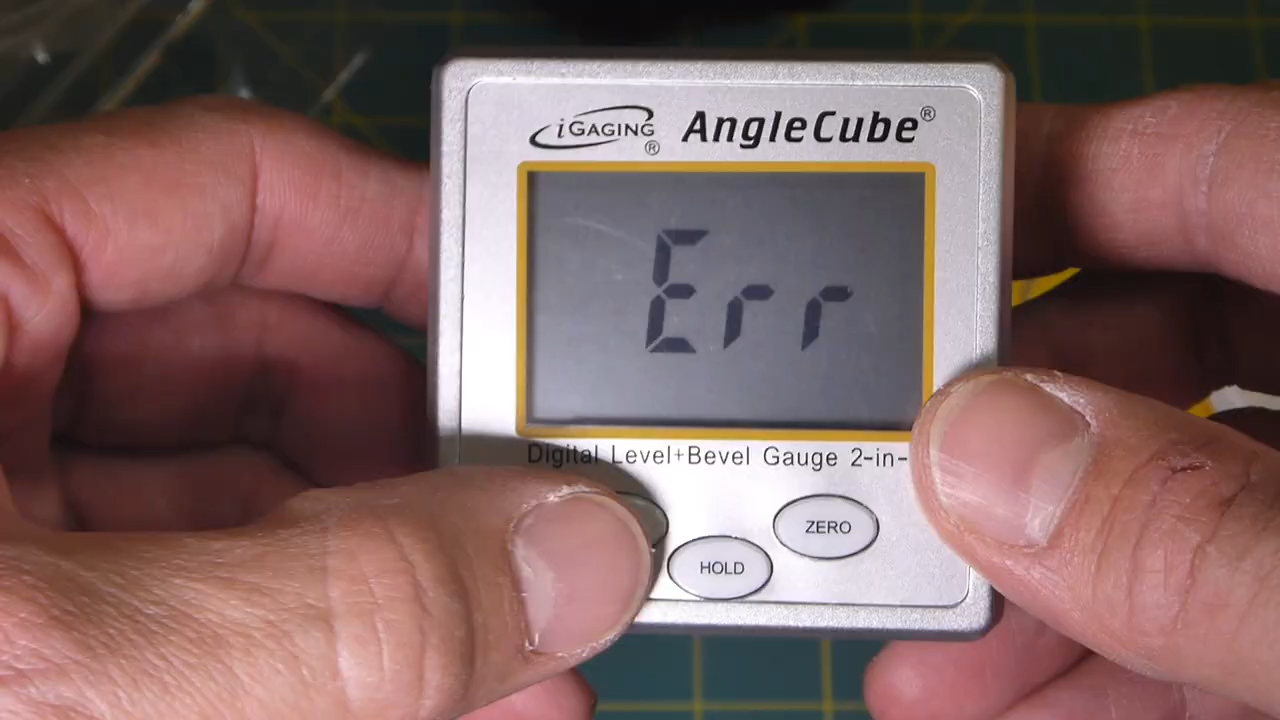 iGAGING® AngleCube®
Err
Digital Level+Bevel Gauge 2-in-
ZERO
HOLD